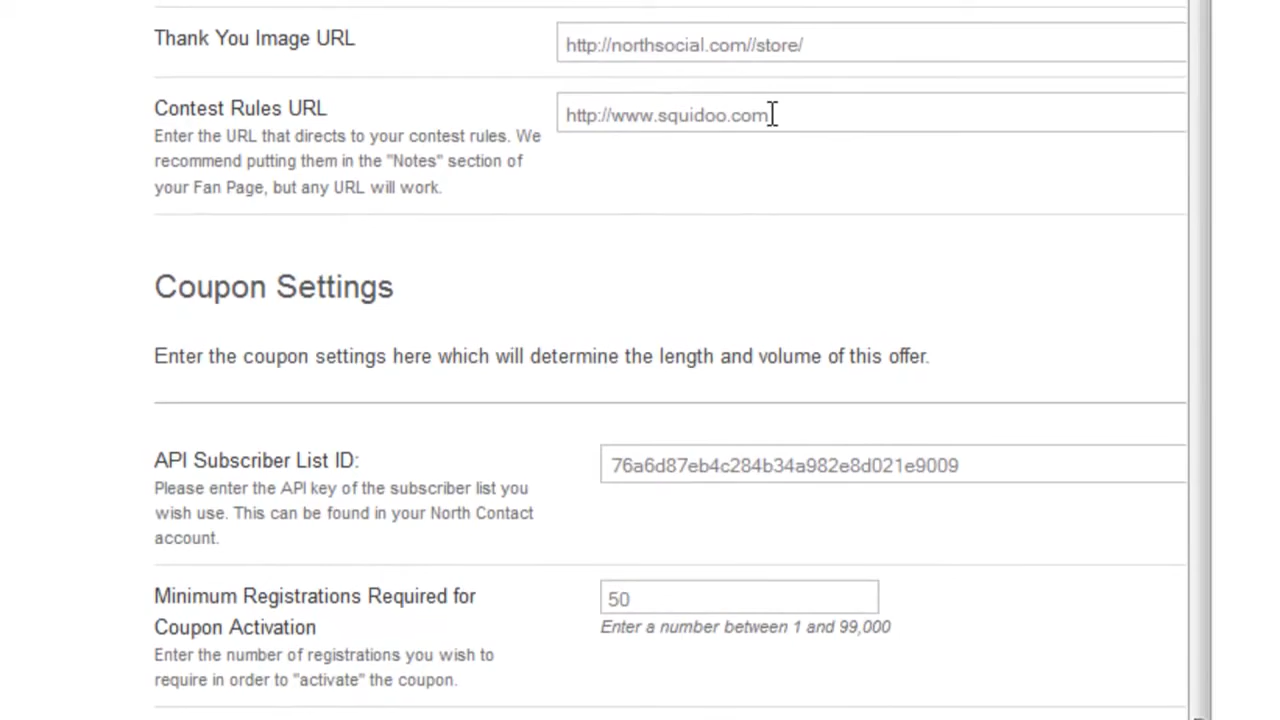 Thank You Image URL
http://northsocial.com//store/
Contest Rules URL
http://www.squidoo.com
Enter the URL that directs to your contest rules. We
recommend putting them in the "Notes" section of
your Fan Page, but any URL will work.
Coupon Settings
Enter the coupon settings here which will determine the length and volume of this offer.
API Subscriber List ID:
76a6d87eb4c284b34a982e8d021e9009
Please enter the API key of the subscriber list you
wish use. This can be found in your North Contact
account.
Minimum Registrations Required for
Coupon Activation
50
Enter a number between 1 and 99,000
Enter the number of registrations you wish to
require in order to "activate" the coupon.